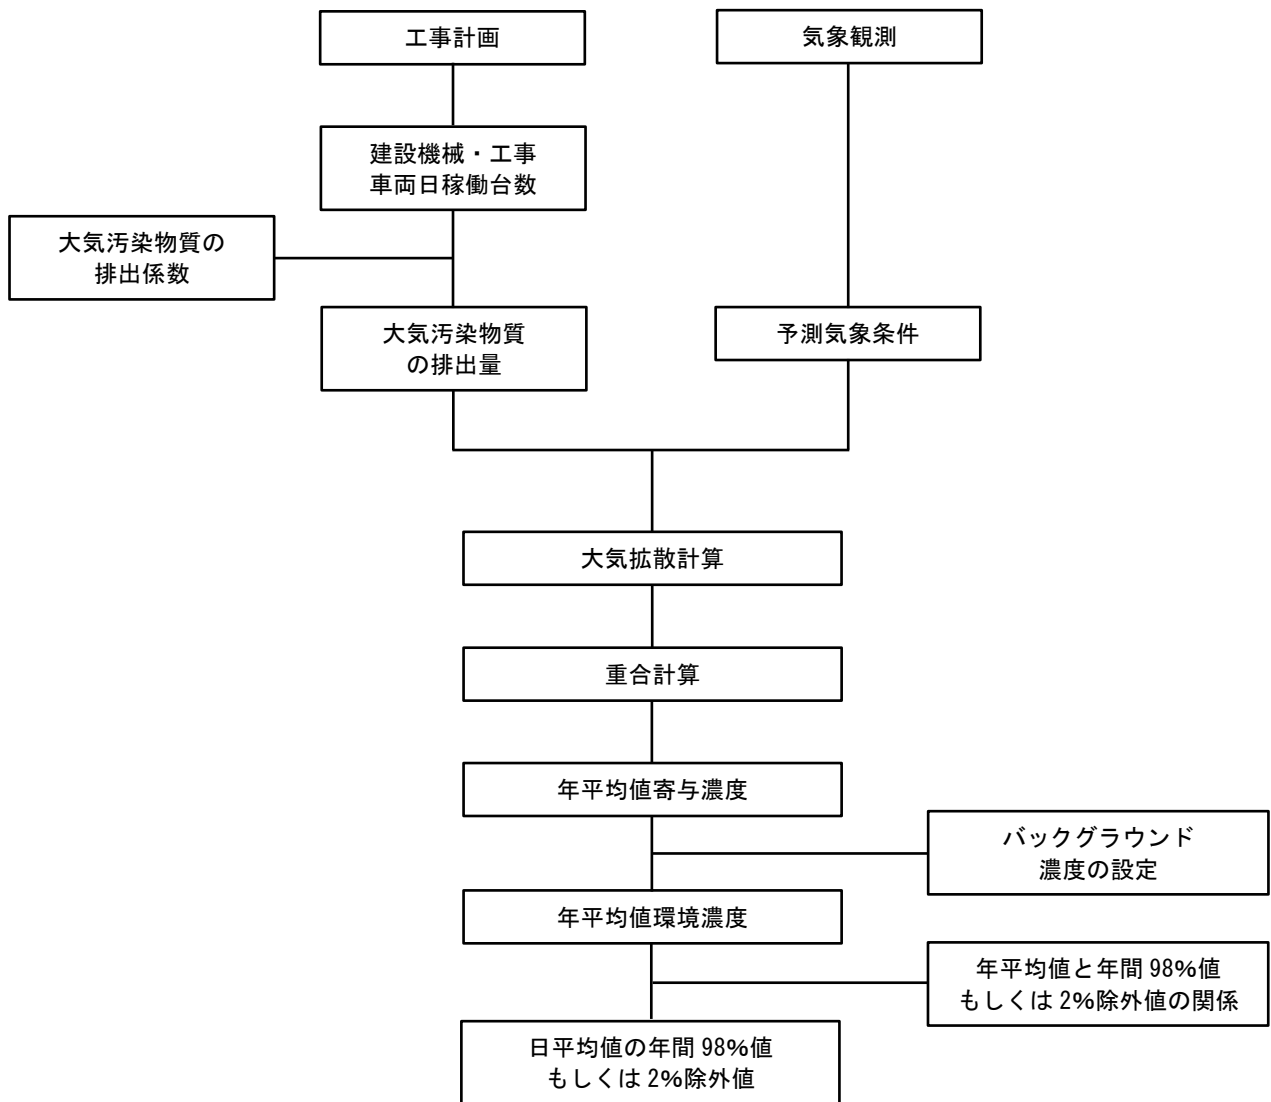 工事計画
気象観測
建設機械・工事
車両日稼働台数
大気汚染物質の
排出係数
大気汚染物質
の排出量
予測気象条件
大気拡散計算
重合計算
年平均値寄与濃度
バックグラウンド
濃度の設定
年平均値環境濃度
年平均値と年間 98%値
もしくは 2%除外値の関係
日平均値の年間 98%値
もしくは 2%除外値